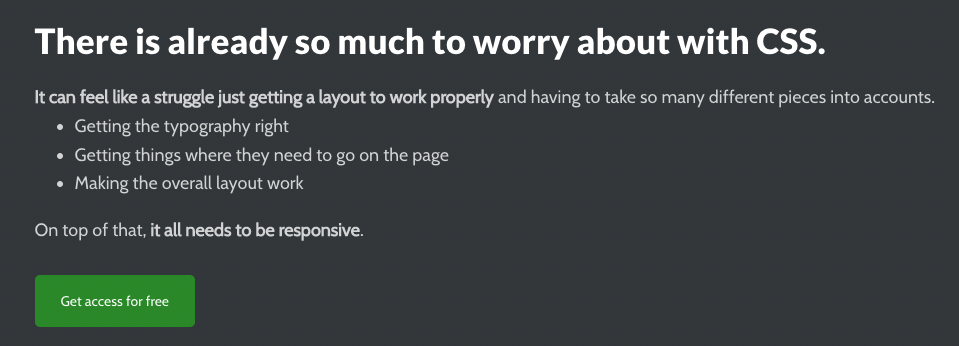 There is already so much to worry about with CSS.
It can feel like a struggle just getting a layout to work properly and having to take so many different pieces into accounts.
• Getting the typography right
• Getting things where they need to go on the page
• Making the overall layout work
On top of that, it all needs to be responsive.
Get access for free